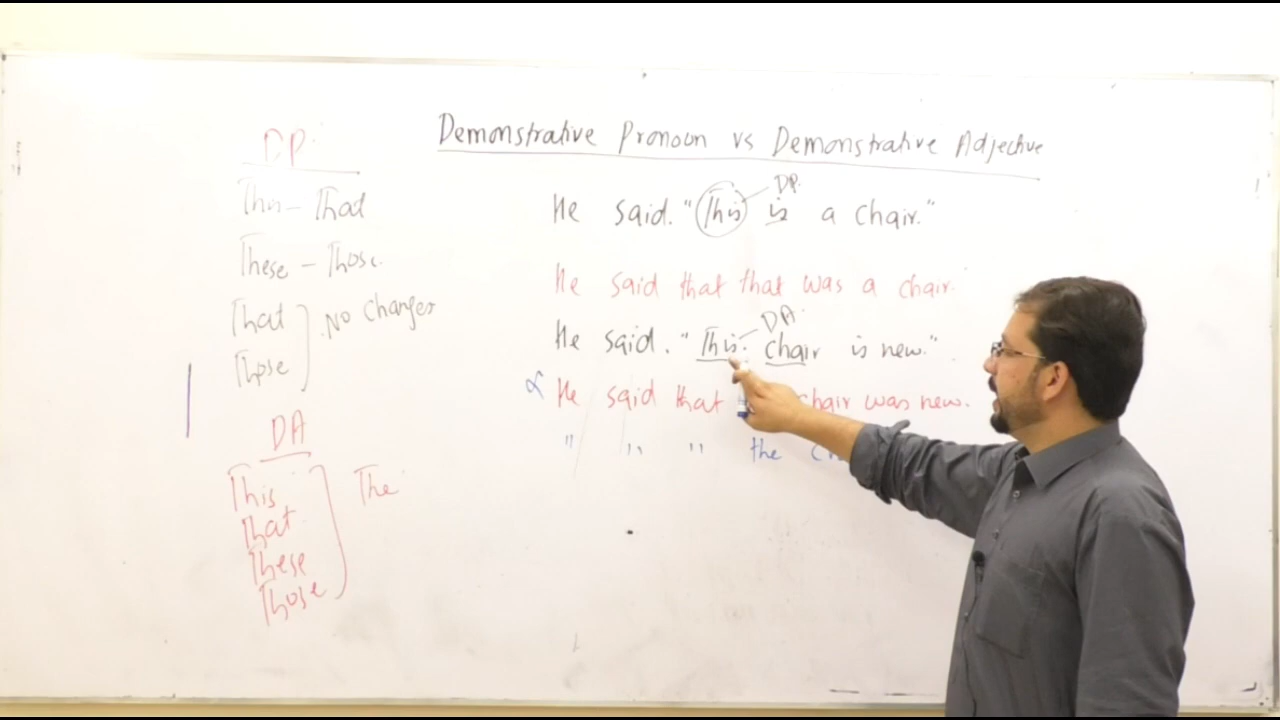 Demonstrative Pronoun vs Demonstrative Adjective
DP.
This - That
These - Those
That
Those
No Changes
DA
This
That
These
Those
The
DP.
He said. "This is a chair."
He said that that was a chair.
DA.
He said. "This chair is new."
He said that chair was new.
" " " the